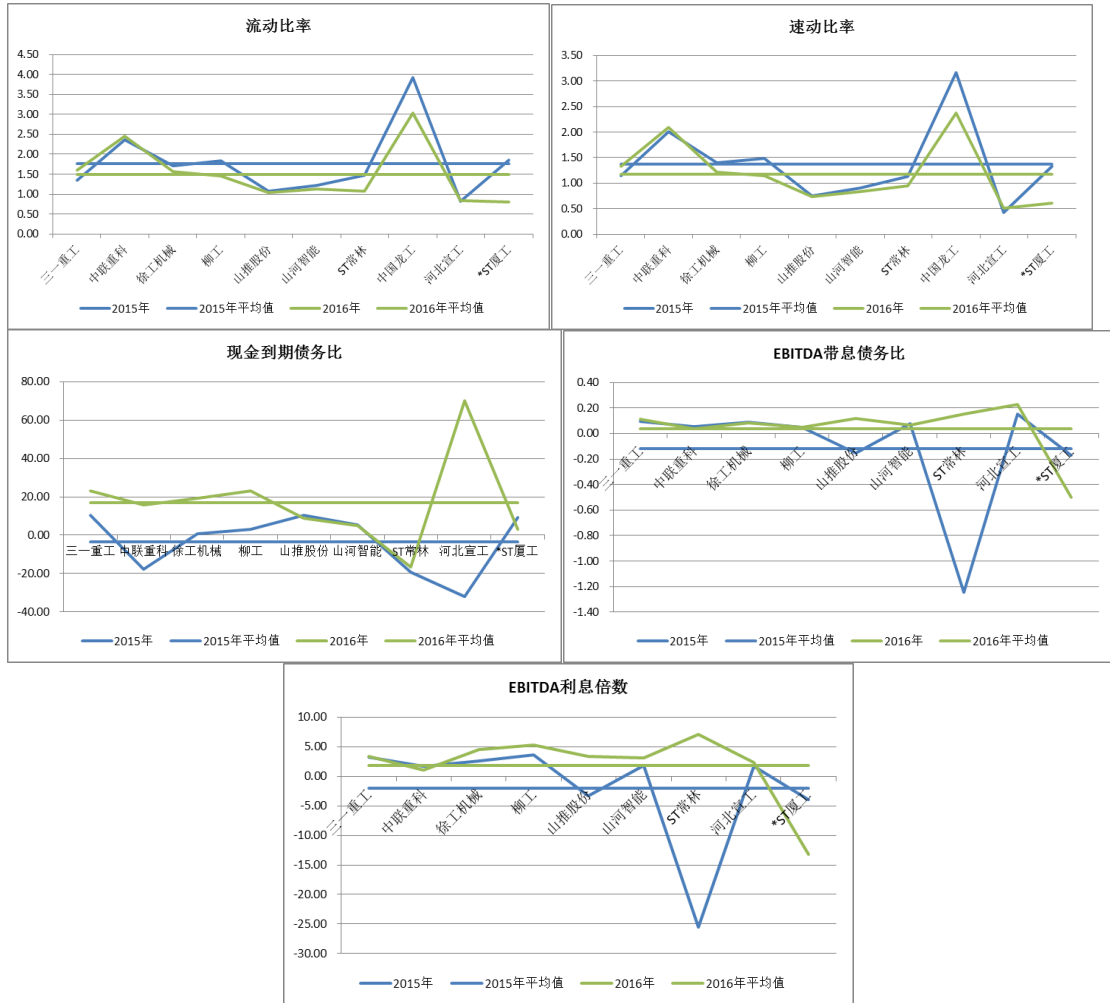 流动比率
4.50
4.00
3.50
3.00
2.50
2.00
1.50
1.00
0.50
0.00
三一重工 中联重科 徐工机械 柳工 山推股份 山河智能 ST常林 中国龙工 河北宣工 *ST厦工
2015年 2015年平均值 2016年 2016年平均值
速动比率
3.50
3.00
2.50
2.00
1.50
1.00
0.50
0.00
三一重工 中联重科 徐工机械 柳工 山推股份 山河智能 ST常林 中国龙工 河北宣工 *ST厦工
2015年 2015年平均值 2016年 2016年平均值
现金到期债务比
80.00
60.00
40.00
20.00
0.00
-20.00
-40.00
三一重工 中联重科 徐工机械 柳工 山推股份 山河智能 ST常林 河北宣工 *ST厦工
2015年 2015年平均值 2016年 2016年平均值
EBITDA带息债务比
0.40
0.20
0.00
-0.20
-0.40
-0.60
-0.80
-1.00
-1.20
-1.40
三一重工 中联重科 徐工机械 柳工 山推股份 山河智能 ST常林 河北宣工 *ST厦工
2015年 2015年平均值 2016年 2016年平均值
EBITDA利息倍数
10.00
5.00
0.00
-5.00
-10.00
-15.00
-20.00
-25.00
-30.00
三一重工 中联重科 徐工机械 柳工 山推股份 山河智能 ST常林 河北宣工 *ST厦工
2015年 2015年平均值 2016年 2016年平均值